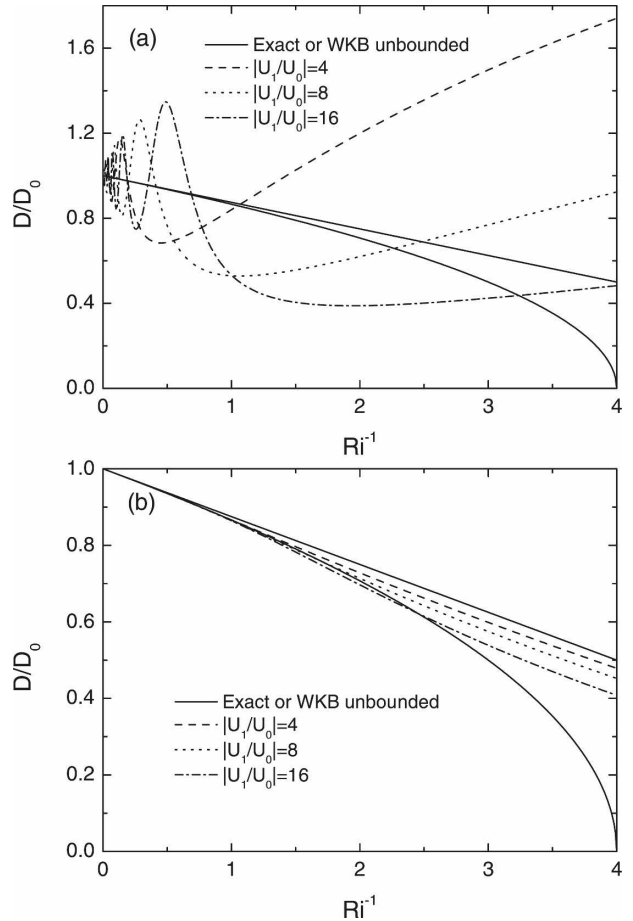 (a)
Exact or WKB unbounded
|U₁/U₀|=4
|U₁/U₀|=8
|U₁/U₀|=16
D/D₀
1.6
1.2
0.8
0.4
0.0
0 1 2 3 4
Ri⁻¹
(b)
D/D₀
1.0
0.8
0.6
0.4
0.2
0.0
Exact or WKB unbounded
|U₁/U₀|=4
|U₁/U₀|=8
|U₁/U₀|=16
0 1 2 3 4
Ri⁻¹